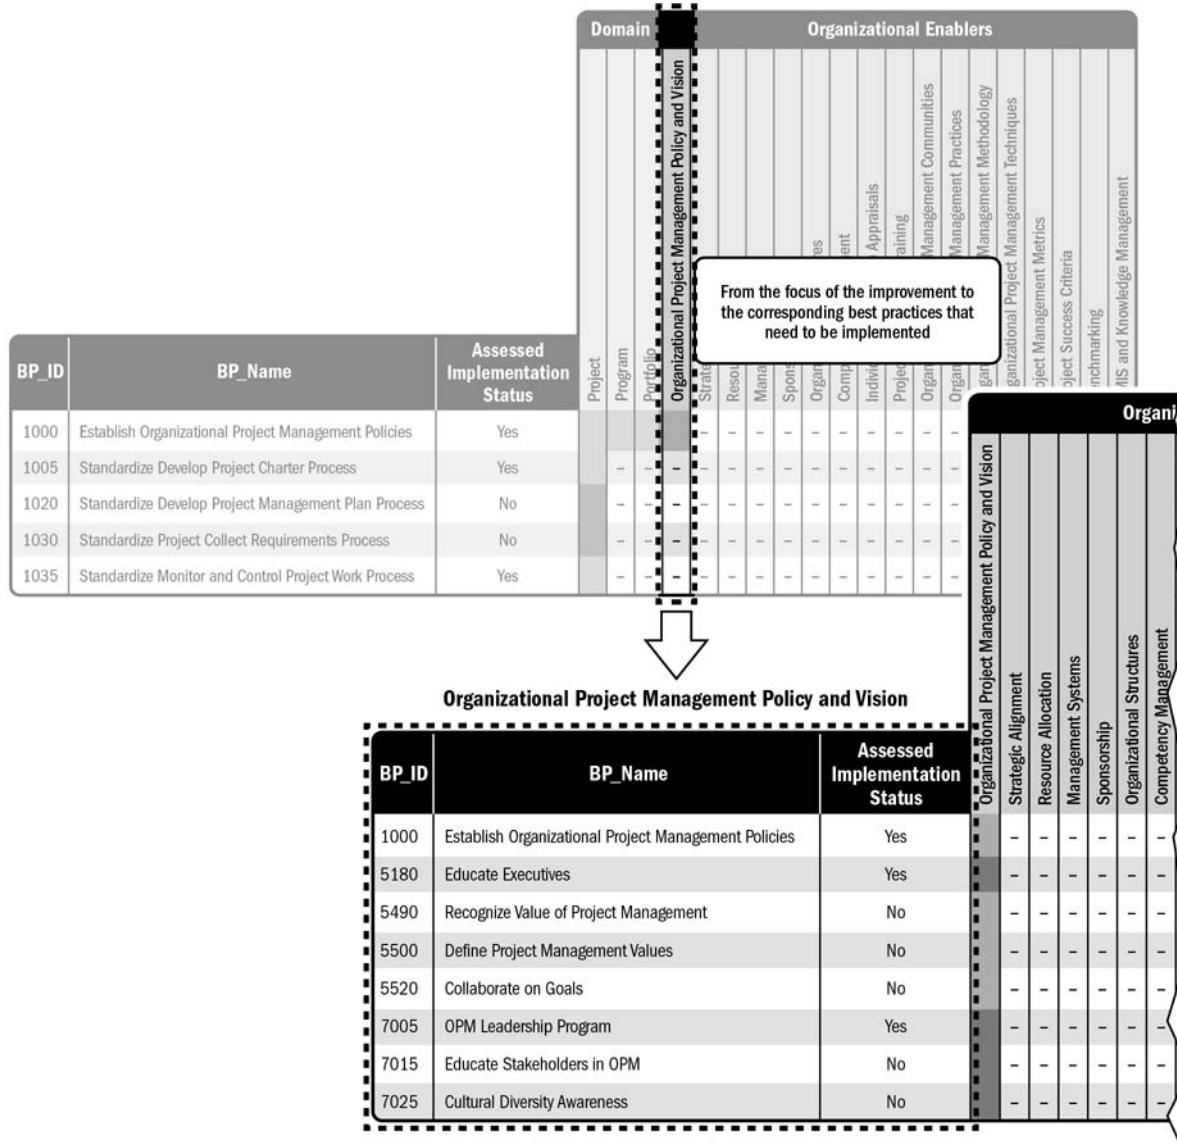 Domain
Organizational Enablers
Project
Program
Portfolio
Organizational Project Management Policy and Vision
Appraisals
Management Communities
Management Practices
Management Methodology
Project Management Techniques
Management Metrics
Success Criteria
and Knowledge Management
From the focus of the improvement to
the corresponding best practices that
need to be implemented
BP_ID BP_Name Assessed Implementation Status
1000 Establish Organizational Project Management Policies Yes – – – – – – – – –
1005 Standardize Develop Project Charter Process Yes – – – – – – – – – – – –
1020 Standardize Develop Project Management Plan Process No – – – – – – – – – – – –
1030 Standardize Project Collect Requirements Process No – – – – – – – – – – – –
1035 Standardize Monitor and Control Project Work Process Yes – – – – – – – – – – – –
Organizational Project Management Policy and Vision
BP_ID BP_Name Assessed Implementation Status
Organizational Project Management Policy and Vision
Strategic Alignment
Resource Allocation
Management Systems
Sponsorship
Organizational Structures
Competency Management
1000 Establish Organizational Project Management Policies Yes – – – – – –
5180 Educate Executives Yes – – – – – –
5490 Recognize Value of Project Management No – – – – – –
5500 Define Project Management Values No – – – – – –
5520 Collaborate on Goals No – – – – – –
7005 OPM Leadership Program Yes – – – – – –
7015 Educate Stakeholders in OPM No – – – – – –
7025 Cultural Diversity Awareness No – – – – – –